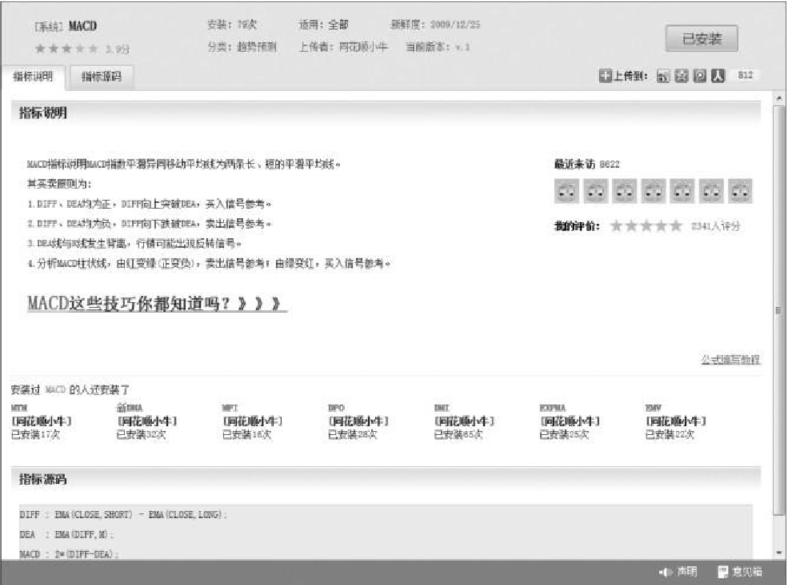 [系统] MACD
安装: 79次 适用: 全部 新鲜度: 2009/12/25
已安装
3.9分
分类: 趋势预测 上传者: 同花顺小牛 当前版本: v.1
指标说明 指标源码
上传到: 812
指标说明
MACD指标说明MACD指数平滑异同移动平均线为两条长、短的平滑平均线。
其买卖原则为:
1.DIFF、DEA均为正，DIFF向上突破DEA，买入信号参考。
2.DIFF、DEA均为负，DIFF向下跌破DEA，卖出信号参考。
3.DEA线与K线发生背离，行情可能出现反转信号。
4.分析MACD柱状线，由红变绿(正变负)，卖出信号参考；由绿变红，买入信号参考。
MACD这些技巧你都知道吗？》》》
最近来访 8622
我的评价: 2341人评分
公式编写教程
安装过 MACD 的人还安装了
MTM 新DMA MFI DPO DMI EXPMA EMV
[同花顺小牛] [同花顺小牛] [同花顺小牛] [同花顺小牛] [同花顺小牛] [同花顺小牛] [同花顺小牛]
已安装17次 已安装32次 已安装16次 已安装28次 已安装65次 已安装25次 已安装22次
指标源码
DIFF : EMA(CLOSE,SHORT) - EMA(CLOSE,LONG);
DEA : EMA(DIFF,M);
MACD : 2*(DIFF-DEA);
声明 意见箱